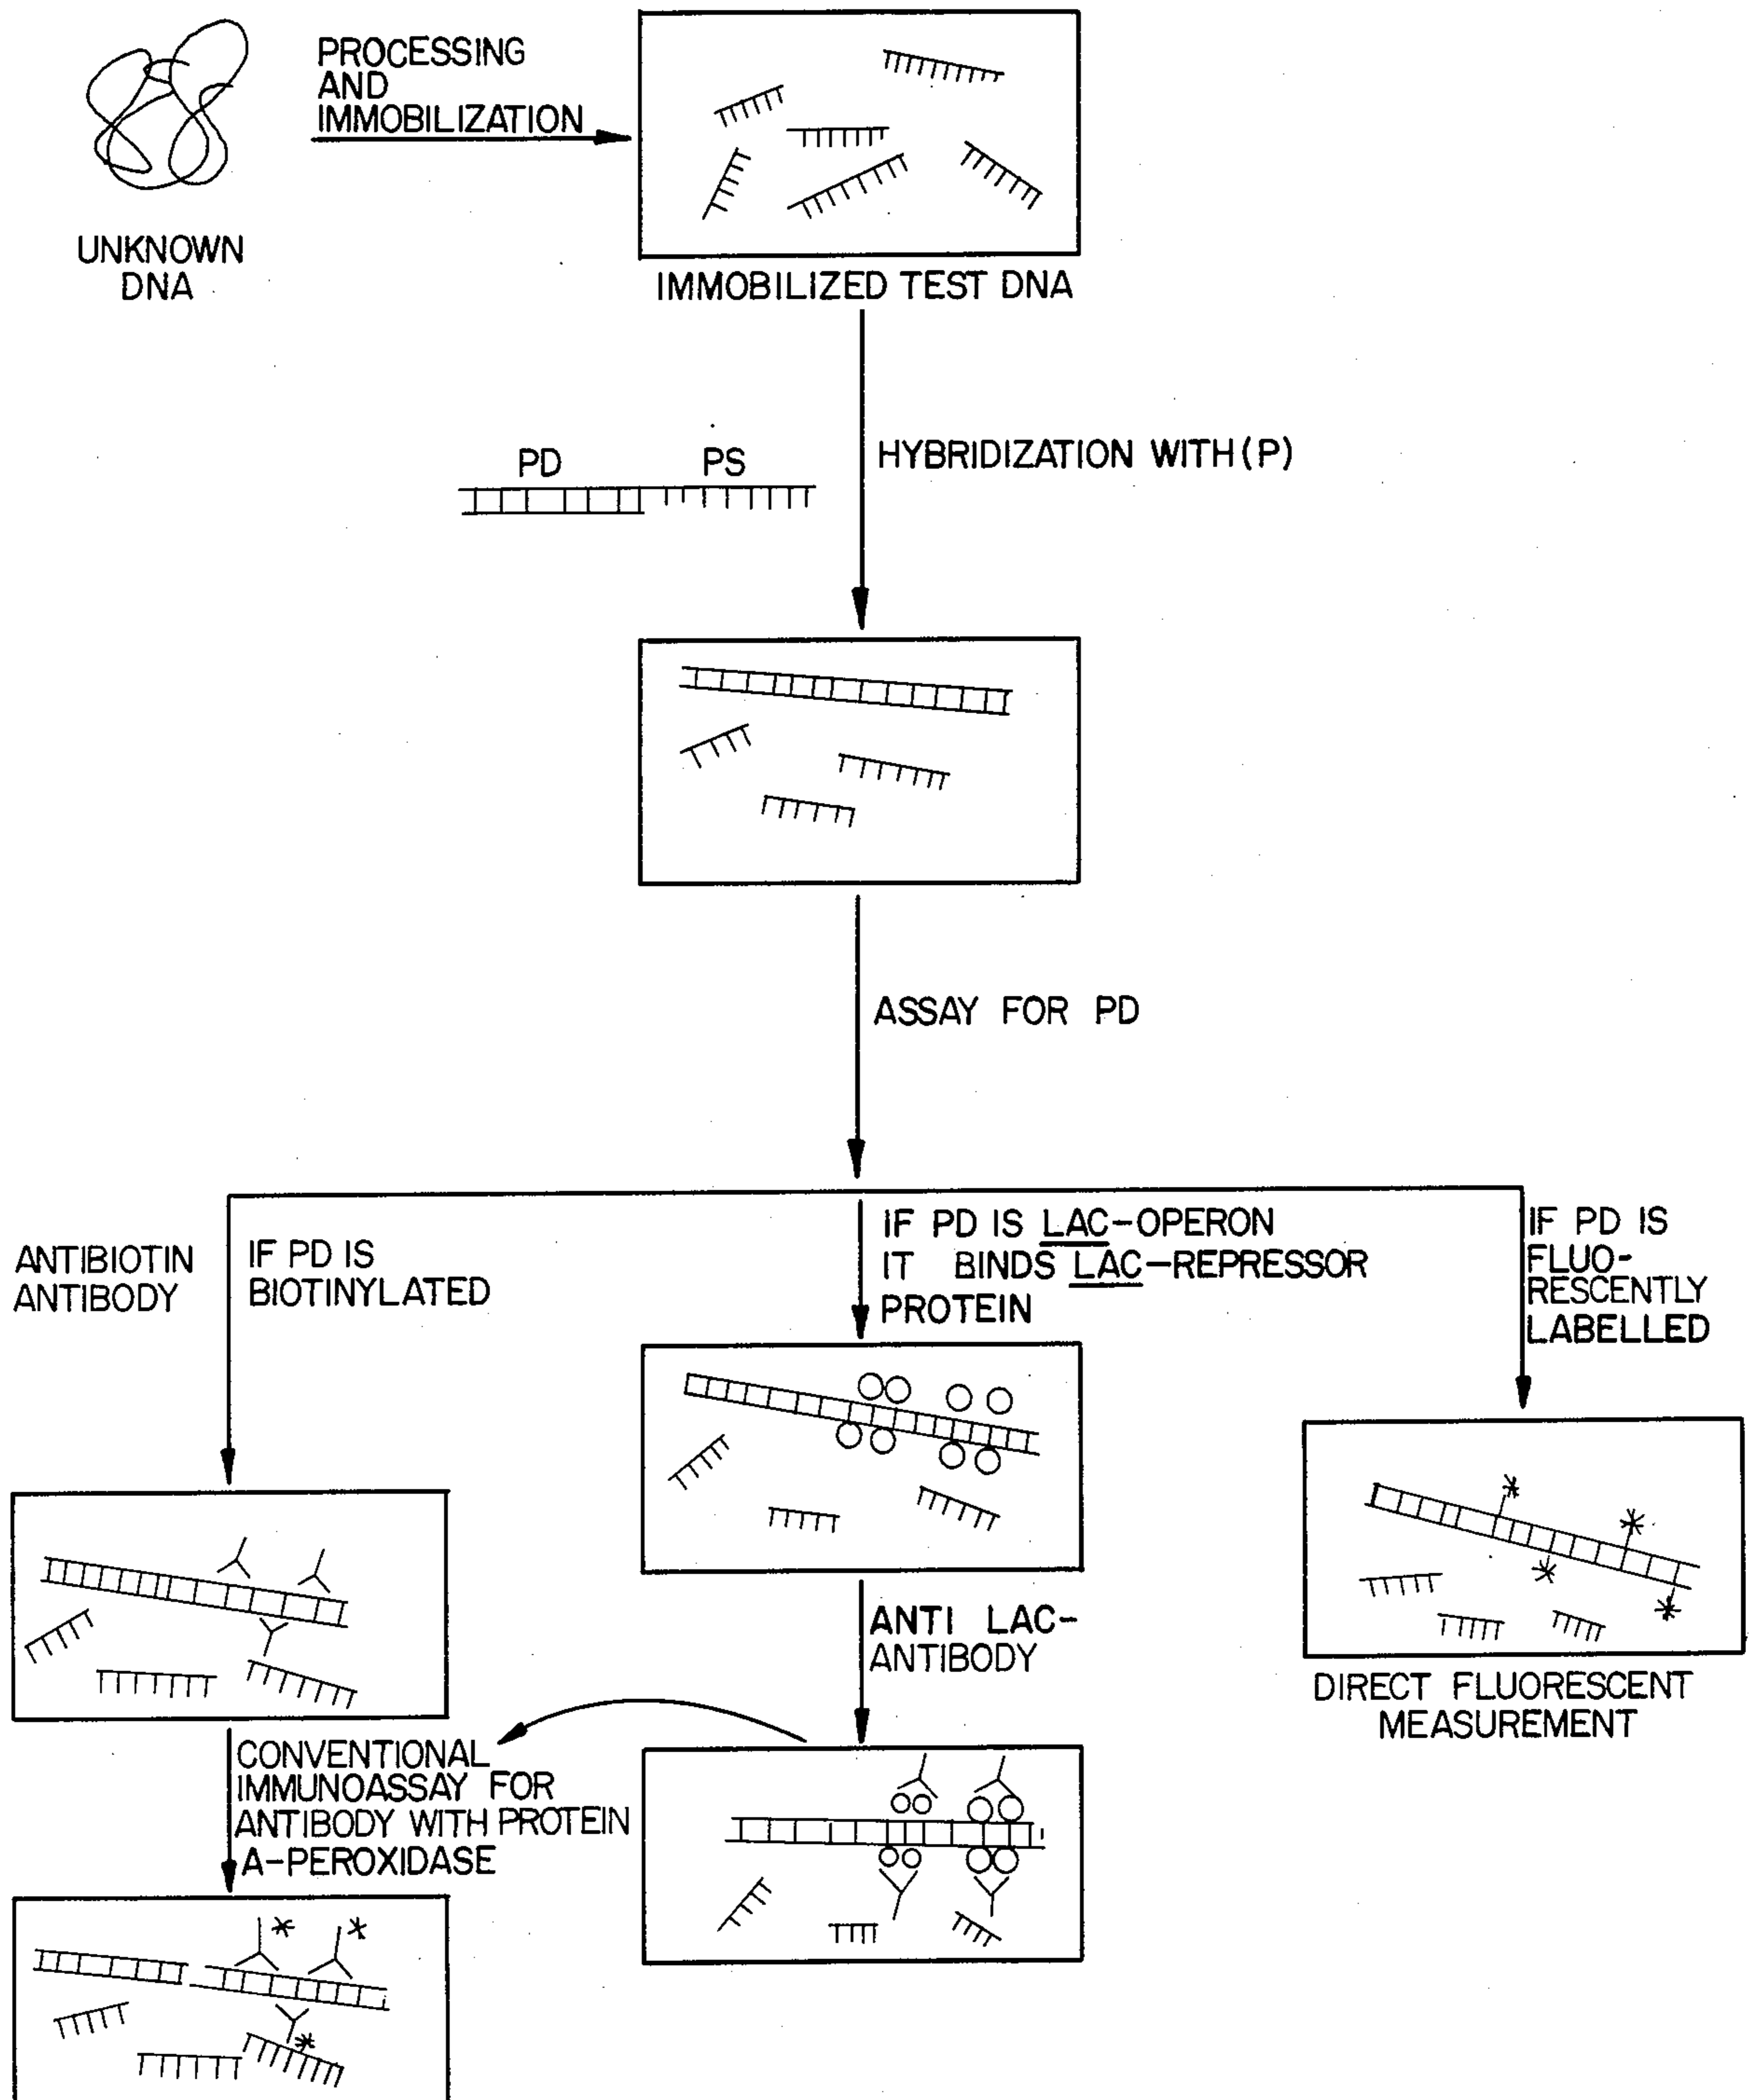 PROCESSING
AND
IMMOBILIZATION
UNKNOWN
DNA
IMMOBILIZED TEST DNA
HYBRIDIZATION WITH(P)
PD PS
ASSAY FOR PD
ANTIBIOTIN
ANTIBODY
IF PD IS
BIOTINYLATED
IF PD IS LAC-OPERON
IT BINDS LAC-REPRESSOR
PROTEIN
IF PD IS
FLUO-
RESCENTLY
LABELLED
ANTI LAC-
ANTIBODY
DIRECT FLUORESCENT
MEASUREMENT
CONVENTIONAL
IMMUNOASSAY FOR
ANTIBODY WITH PROTEIN
A-PEROXIDASE